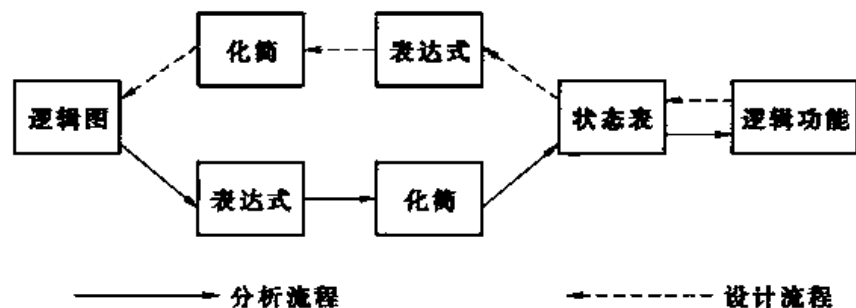 化简
表达式
逻辑图
状态表
逻辑功能
表达式
化简
分析流程
设计流程